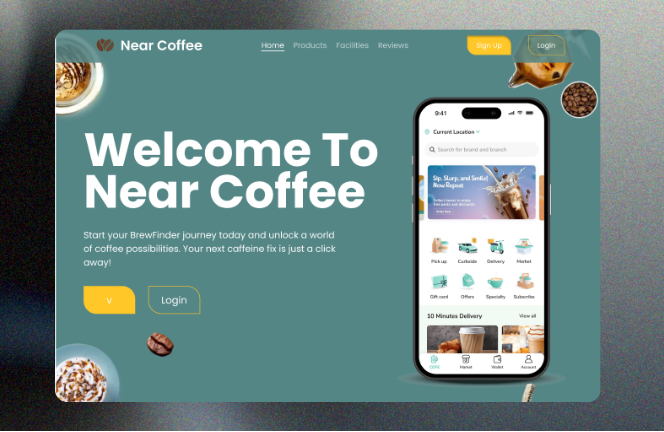 Near Coffee
Home Products Facilities Reviews
Sign Up
Login
Welcome To
Near Coffee
Start your BrewFinder journey today and unlock a world
of coffee possibilities. Your next caffeine fix is just a click
away!
v
Login
9:41
Current Location
Search for brand and branch
Sip, Slurp, and Smile!
Now Repeat
Pick up Curbside Delivery Market
Gift card Offers Specialty Subscribe
10 Minutes Delivery View all
Market Wallet Account